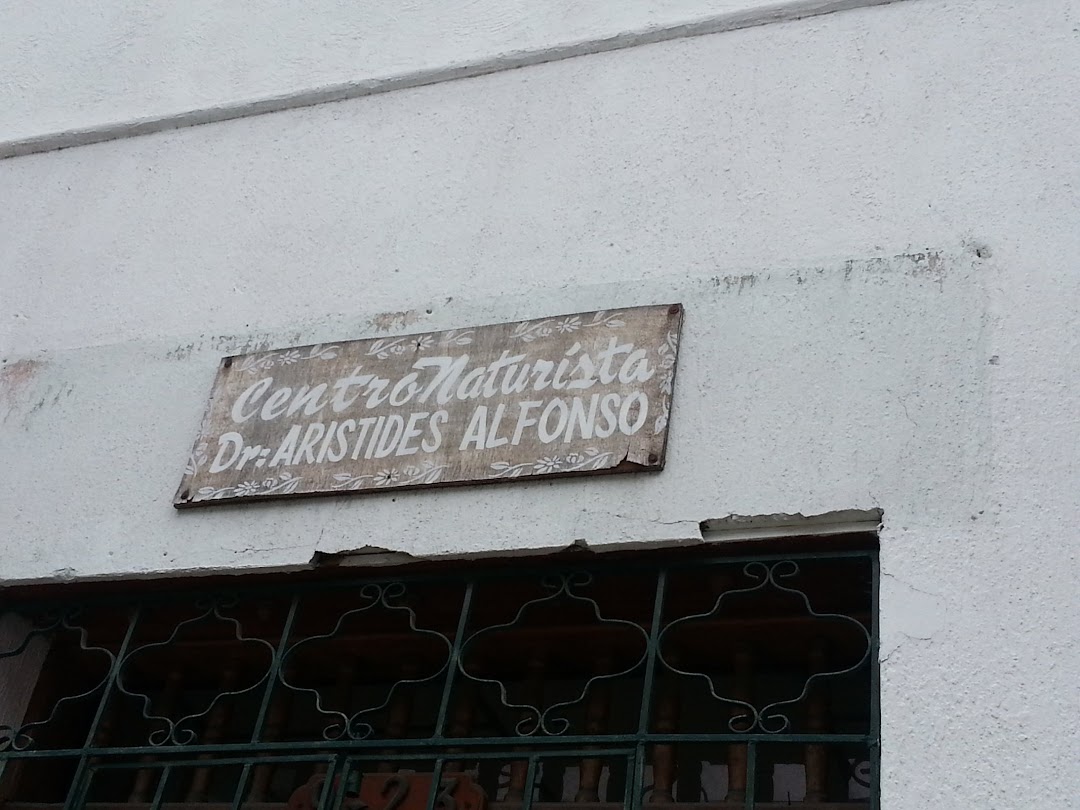 Centro Naturista
Dr: ARISTIDES ALFONSO